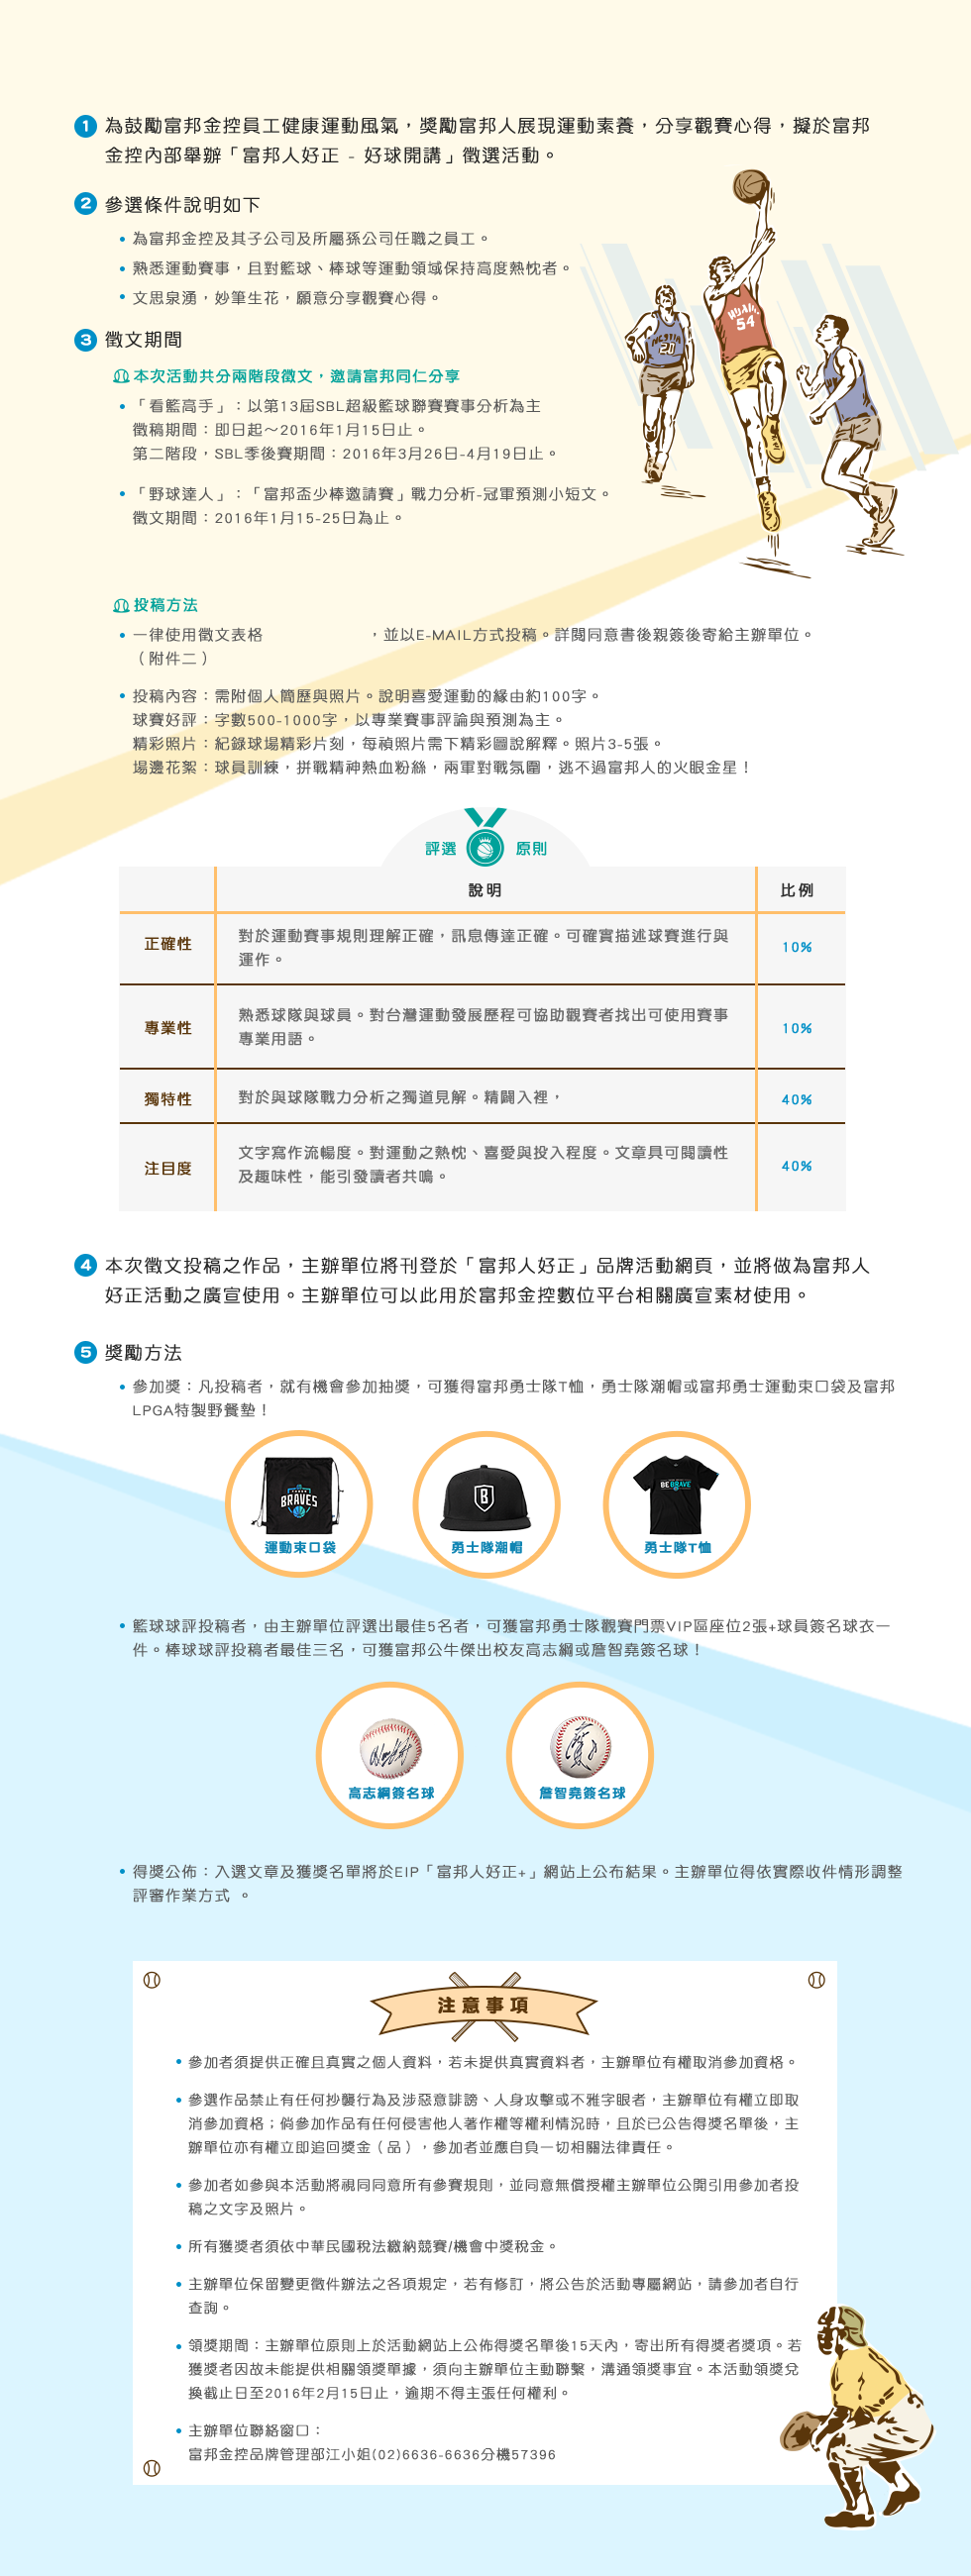 1 為鼓勵富邦金控員工健康運動風氣，獎勵富邦人展現運動素養，分享觀賽心得，擬於富邦
金控內部舉辦「富邦人好正 - 好球開講」徵選活動。
2 參選條件說明如下
• 為富邦金控及其子公司及所屬孫公司任職之員工。
• 熟悉運動賽事，且對籃球、棒球等運動領域保持高度熱忱者。
• 文思泉湧，妙筆生花，願意分享觀賽心得。
54
20
3 徵文期間
本次活動共分兩階段徵文，邀請富邦同仁分享
• 「看籃高手」：以第13屆SBL超級籃球聯賽賽事分析為主
徵稿期間：即日起～2016年1月15日止。
第二階段，SBL季後賽期間：2016年3月26日-4月19日止。
• 「野球達人」：「富邦盃少棒邀請賽」戰力分析-冠軍預測小短文。
徵文期間：2016年1月15-25日為止。
投稿方法
• 一律使用徵文表格 ，並以E-MAIL方式投稿。詳閱同意書後親簽後寄給主辦單位。
（附件二）
• 投稿內容：需附個人簡歷與照片。說明喜愛運動的緣由約100字。
球賽好評：字數500-1000字，以專業賽事評論與預測為主。
精彩照片：紀錄球場精彩片刻，每禎照片需下精彩圖說解釋。照片3-5張。
場邊花絮：球員訓練，拼戰精神熱血粉絲，兩軍對戰氛圍，逃不過富邦人的火眼金星！
評選 原則
說明 比例
正確性 對於運動賽事規則理解正確，訊息傳達正確。可確實描述球賽進行與
運作。 10%
專業性 熟悉球隊與球員。對台灣運動發展歷程可協助觀賽者找出可使用賽事
專業用語。 10%
獨特性 對於與球隊戰力分析之獨道見解。精闢入裡， 40%
注目度 文字寫作流暢度。對運動之熱忱、喜愛與投入程度。文章具可閱讀性
及趣味性，能引發讀者共鳴。 40%
4 本次徵文投稿之作品，主辦單位將刊登於「富邦人好正」品牌活動網頁，並將做為富邦人
好正活動之廣宣使用。主辦單位可以此用於富邦金控數位平台相關廣宣素材使用。
5 獎勵方法
• 參加獎：凡投稿者，就有機會參加抽獎，可獲得富邦勇士隊T恤，勇士隊潮帽或富邦勇士運動束口袋及富邦
LPGA特製野餐墊！
BRAVES
B
BE BRAVE
運動束口袋 勇士隊潮帽 勇士隊T恤
• 籃球球評投稿者，由主辦單位評選出最佳5名者，可獲富邦勇士隊觀賽門票VIP區座位2張+球員簽名球衣一
件。棒球球評投稿者最佳三名，可獲富邦公牛傑出校友高志綱或詹智堯簽名球！
高志綱簽名球 詹智堯簽名球
• 得獎公佈：入選文章及獲獎名單將於EIP「富邦人好正+」網站上公布結果。主辦單位得依實際收件情形調整
評審作業方式 。
注意事項
• 參加者須提供正確且真實之個人資料，若未提供真實資料者，主辦單位有權取消參加資格。
• 參選作品禁止有任何抄襲行為及涉惡意誹謗、人身攻擊或不雅字眼者，主辦單位有權立即取
消參加資格；倘參加作品有任何侵害他人著作權等權利情況時，且於已公告得獎名單後，主
辦單位亦有權立即追回獎金（品），參加者並應自負一切相關法律責任。
• 參加者如參與本活動將視同同意所有參賽規則，並同意無償授權主辦單位公開引用參加者投
稿之文字及照片。
• 所有獲獎者須依中華民國稅法繳納競賽/機會中獎稅金。
• 主辦單位保留變更徵件辦法之各項規定，若有修訂，將公告於活動專屬網站，請參加者自行
查詢。
• 領獎期間：主辦單位原則上於活動網站上公佈得獎名單後15天內，寄出所有得獎者獎項。若
獲獎者因故未能提供相關領獎單據，須向主辦單位主動聯繫，溝通領獎事宜。本活動領獎兌
換截止日至2016年2月15日止，逾期不得主張任何權利。
• 主辦單位聯絡窗口：
富邦金控品牌管理部江小姐(02)6636-6636分機57396